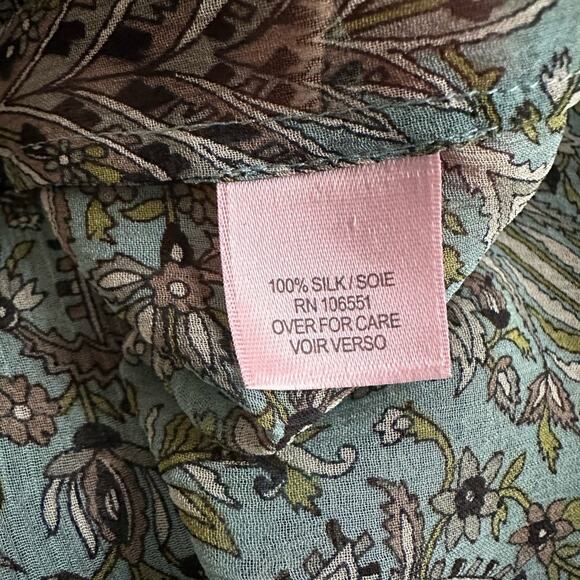 100% SILK / SOIE
RN 106551
OVER FOR CARE
VOIR VERSO